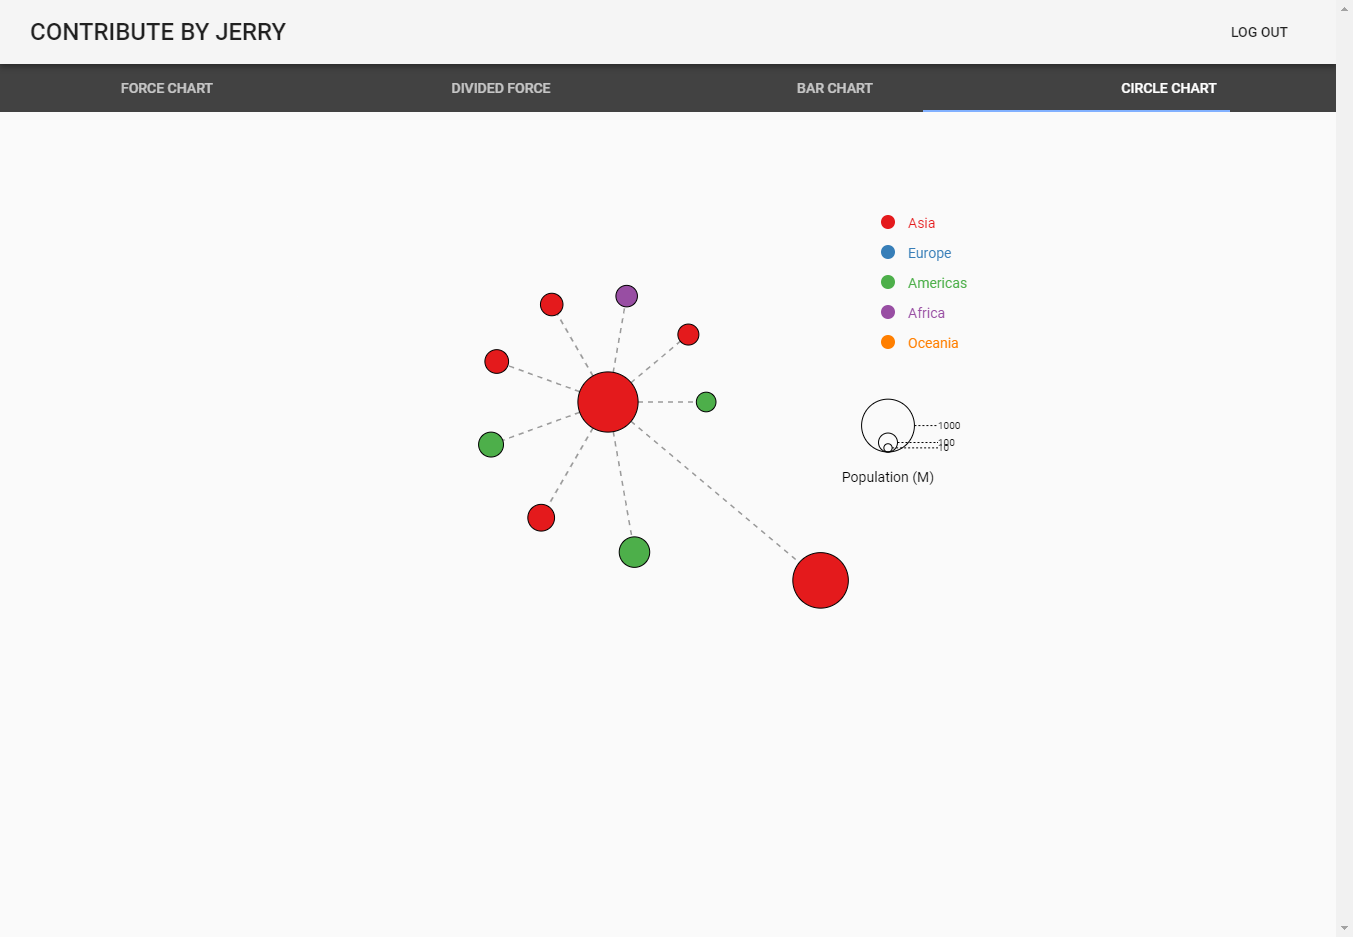 CONTRIBUTE BY JERRY
LOG OUT
FORCE CHART
DIVIDED FORCE
BAR CHART
CIRCLE CHART
Asia
Europe
Americas
Africa
Oceania
1000
100
10
Population (M)